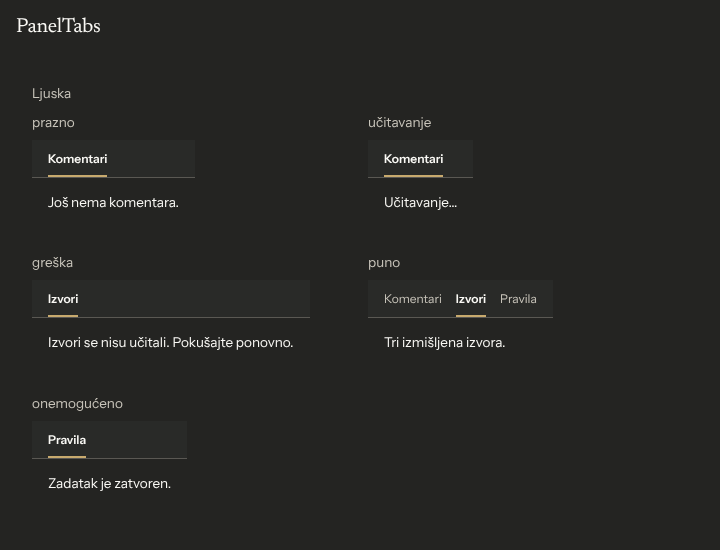 PanelTabs
Ljuska
prazno
Komentari
Još nema komentara.
učitavanje
Komentari
Učitavanje…
greška
Izvori
Izvori se nisu učitali. Pokušajte ponovno.
puno
Komentari Izvori Pravila
Tri izmišljena izvora.
onemogućeno
Pravila
Zadatak je zatvoren.